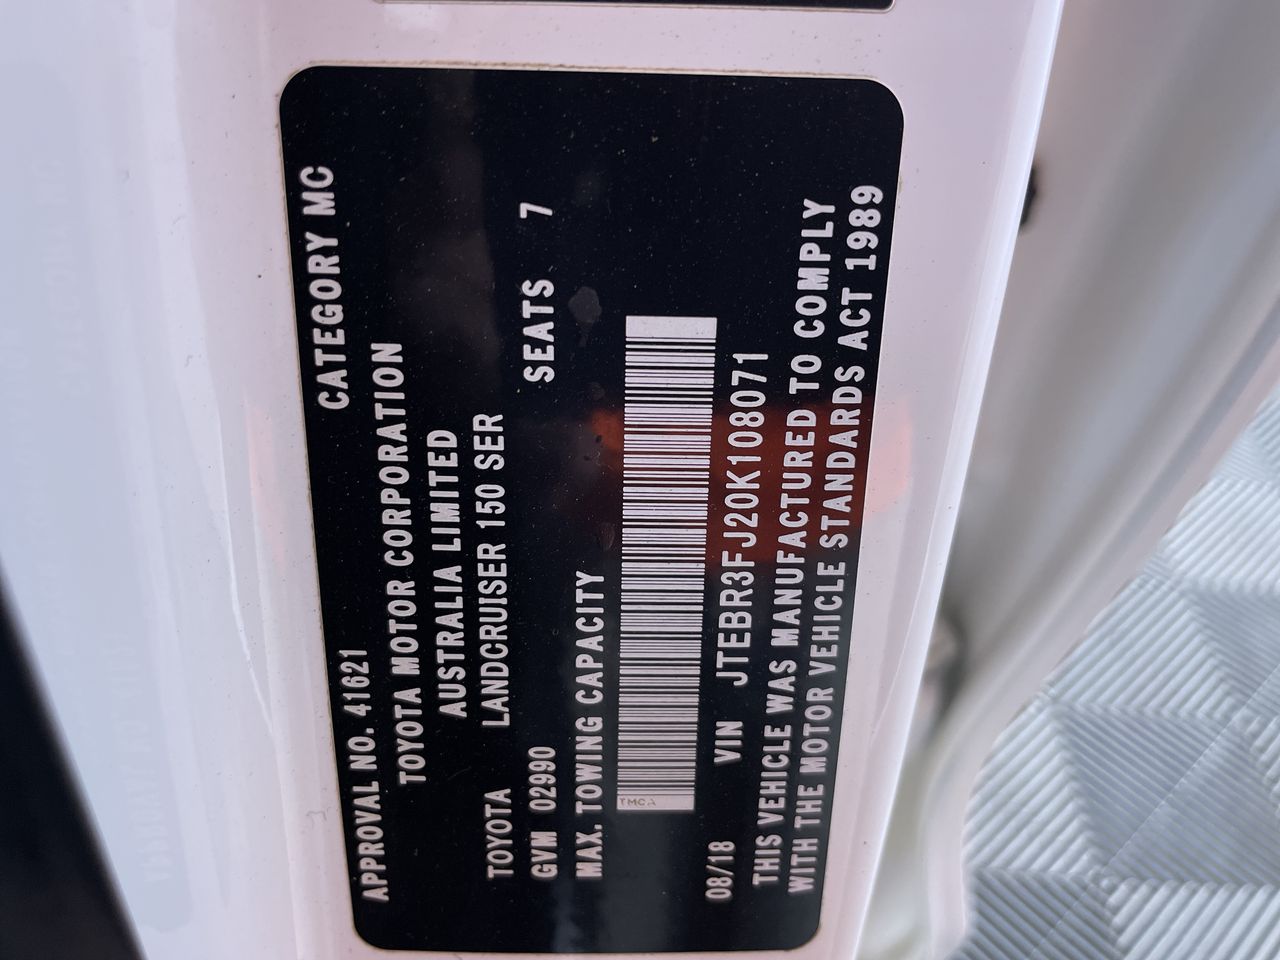 APPROVAL NO. 41621 CATEGORY MC
TOYOTA MOTOR CORPORATION
AUSTRALIA LIMITED
TOYOTA LANDCRUISER 150 SER
GVM 02990 SEATS 7
MAX. TOWING CAPACITY
TMCA
08/18 VIN JTEBR3FJ20K108071
THIS VEHICLE WAS MANUFACTURED TO COMPLY
WITH THE MOTOR VEHICLE STANDARDS ACT 1989